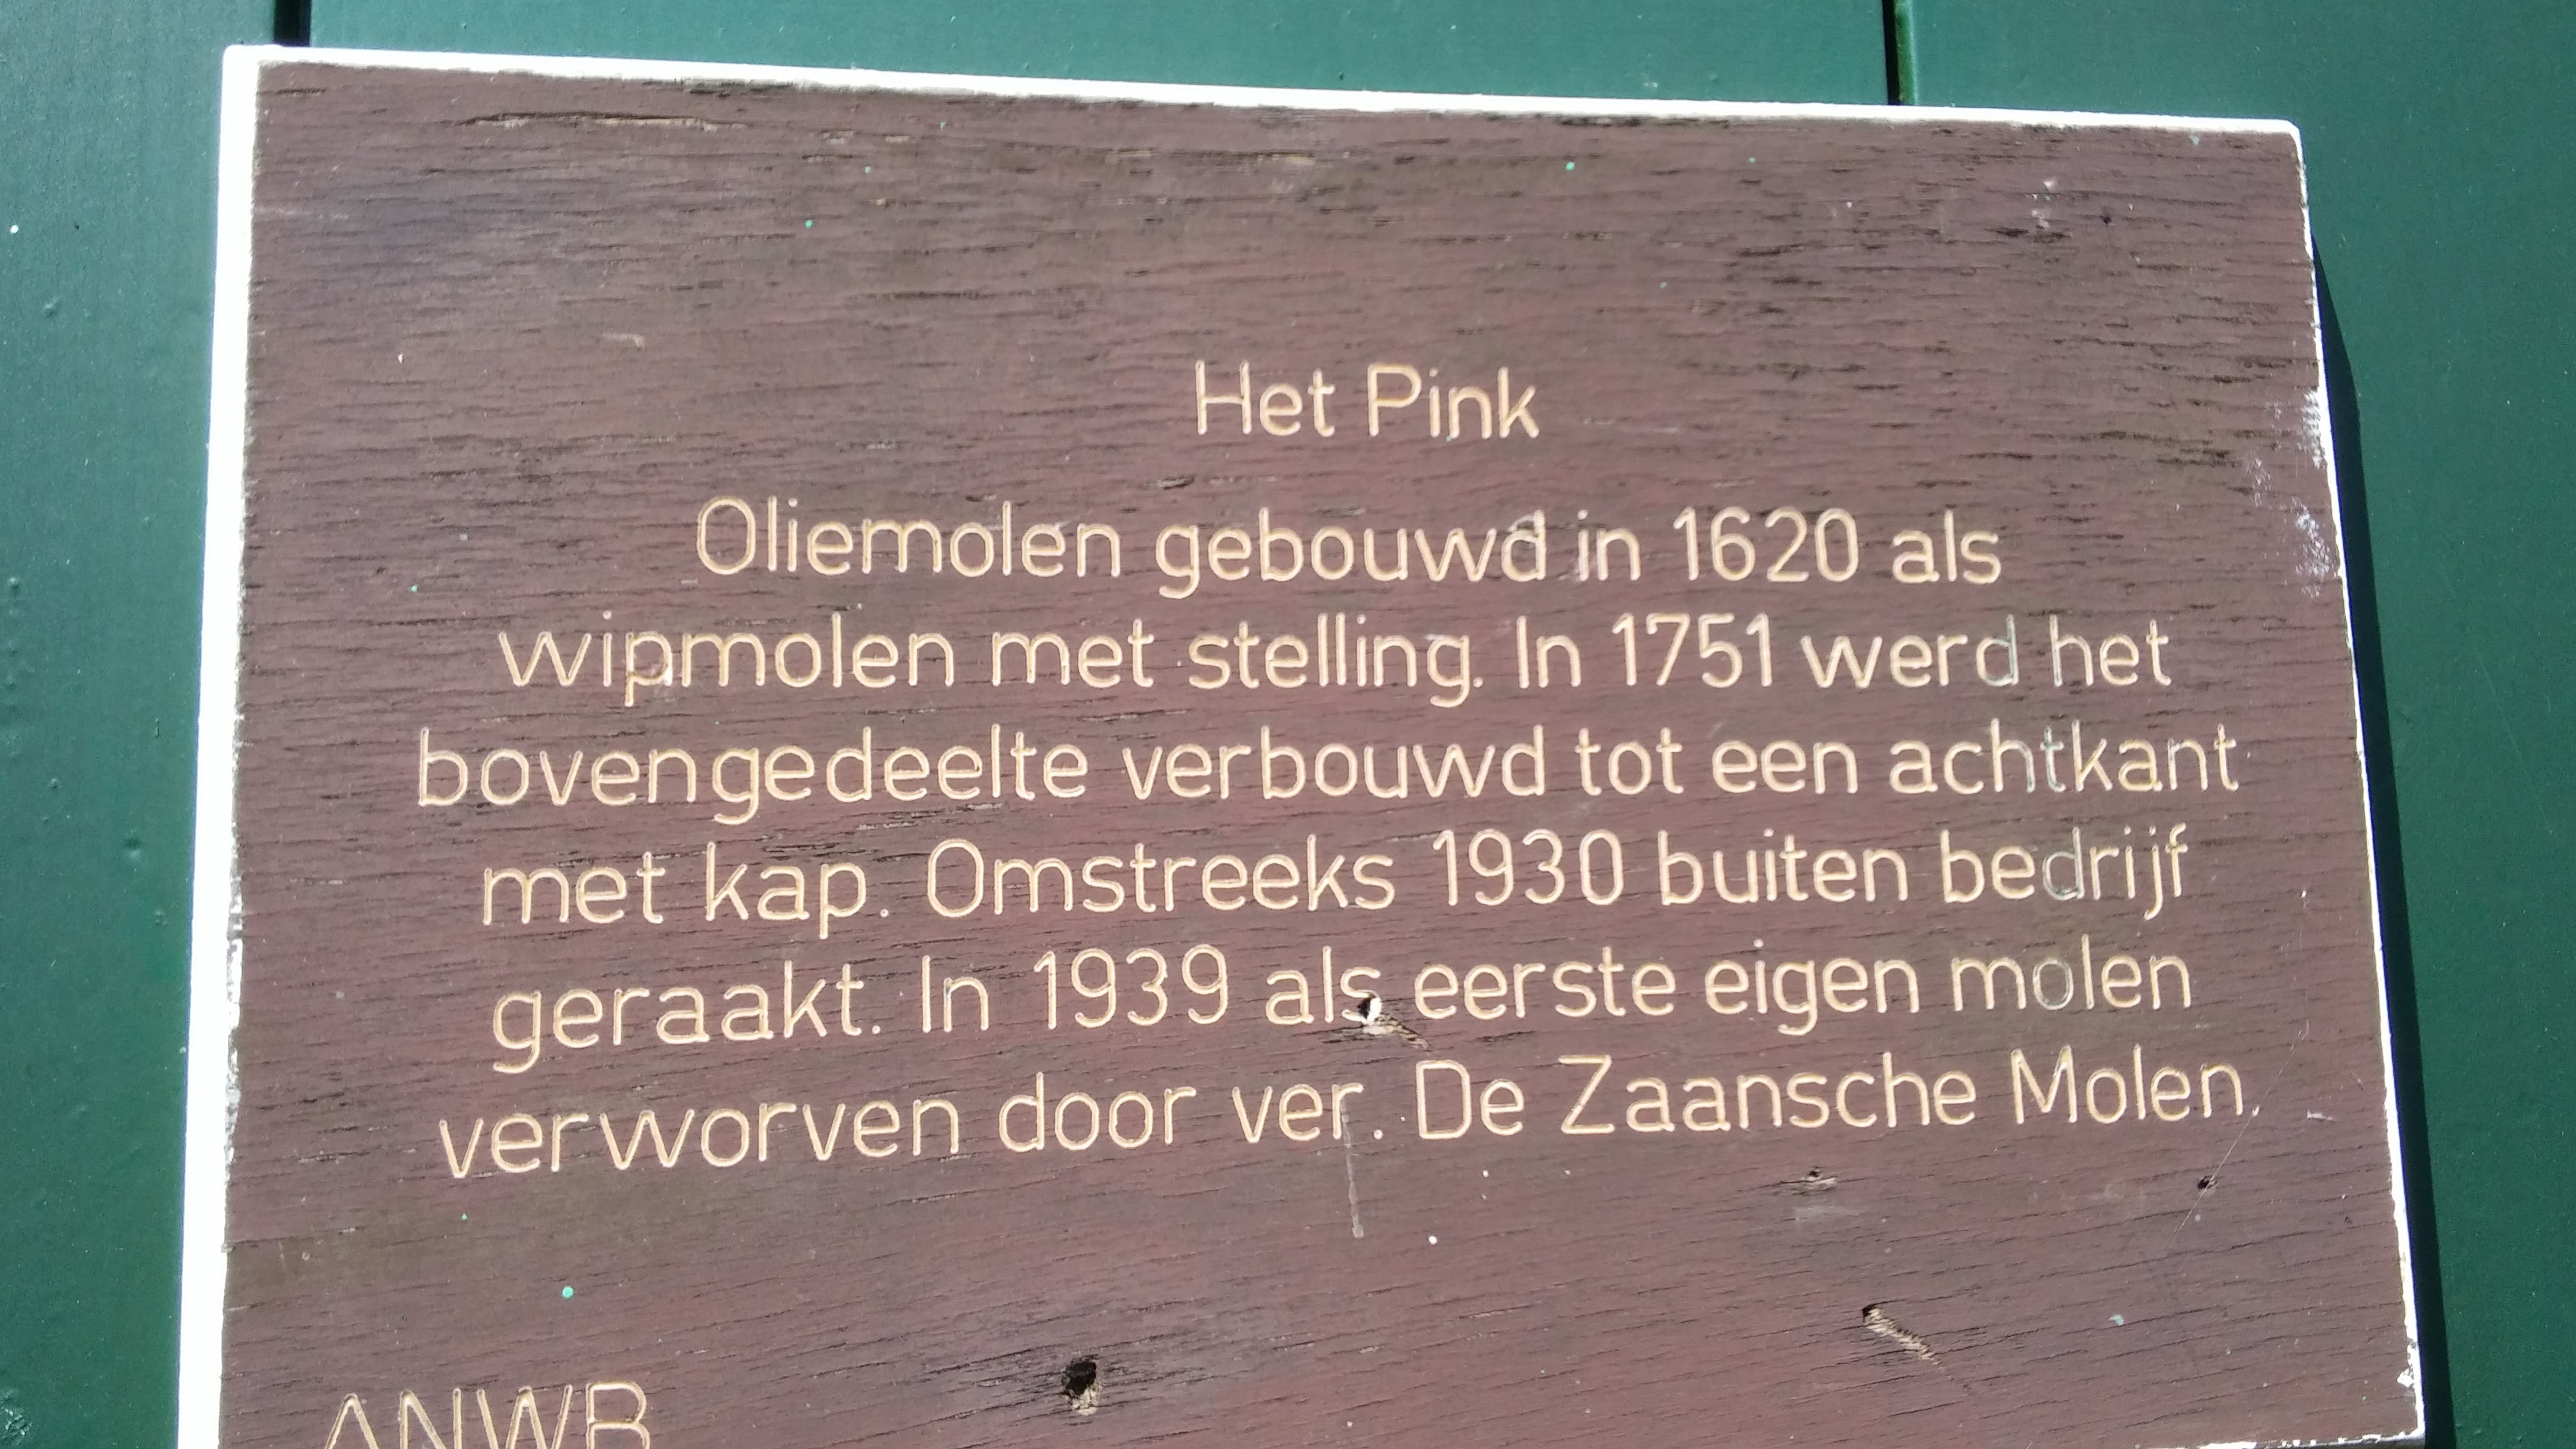 Het Pink
Oliemolen gebouwd in 1620 als
wipmolen met stelling. In 1751 werd het
bovengedeelte verbouwd tot een achtkant
met kap. Omstreeks 1930 buiten bedrijf
geraakt. In 1939 als eerste eigen molen
verworven door ver. De Zaansche Molen.
ANWB